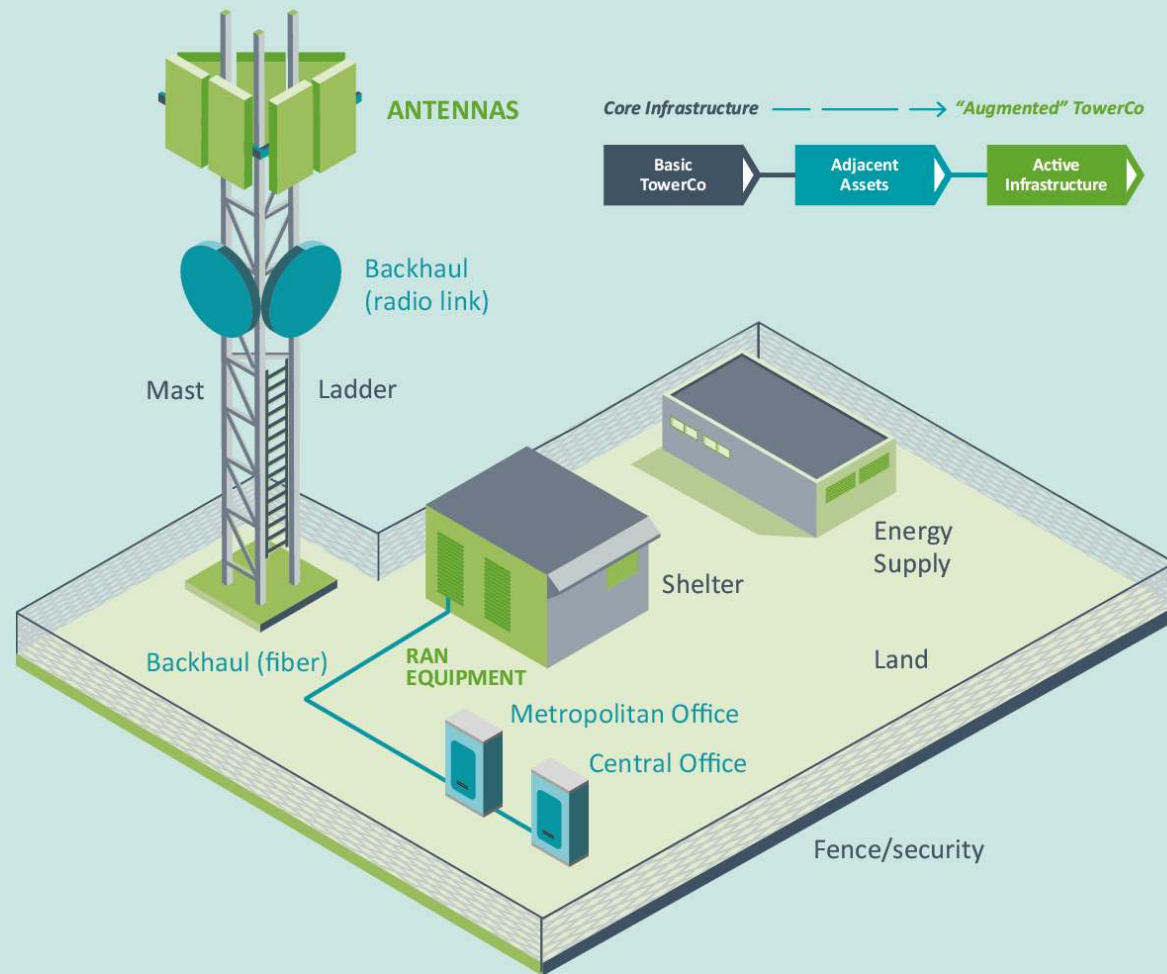 ANTENNAS
Core Infrastructure
“Augmented” TowerCo
Basic
TowerCo
Adjacent
Assets
Active
Infrastructure
Backhaul
(radio link)
Mast
Ladder
Energy
Supply
Shelter
Land
Backhaul (fiber)
RAN
EQUIPMENT
Metropolitan Office
Central Office
Fence/security